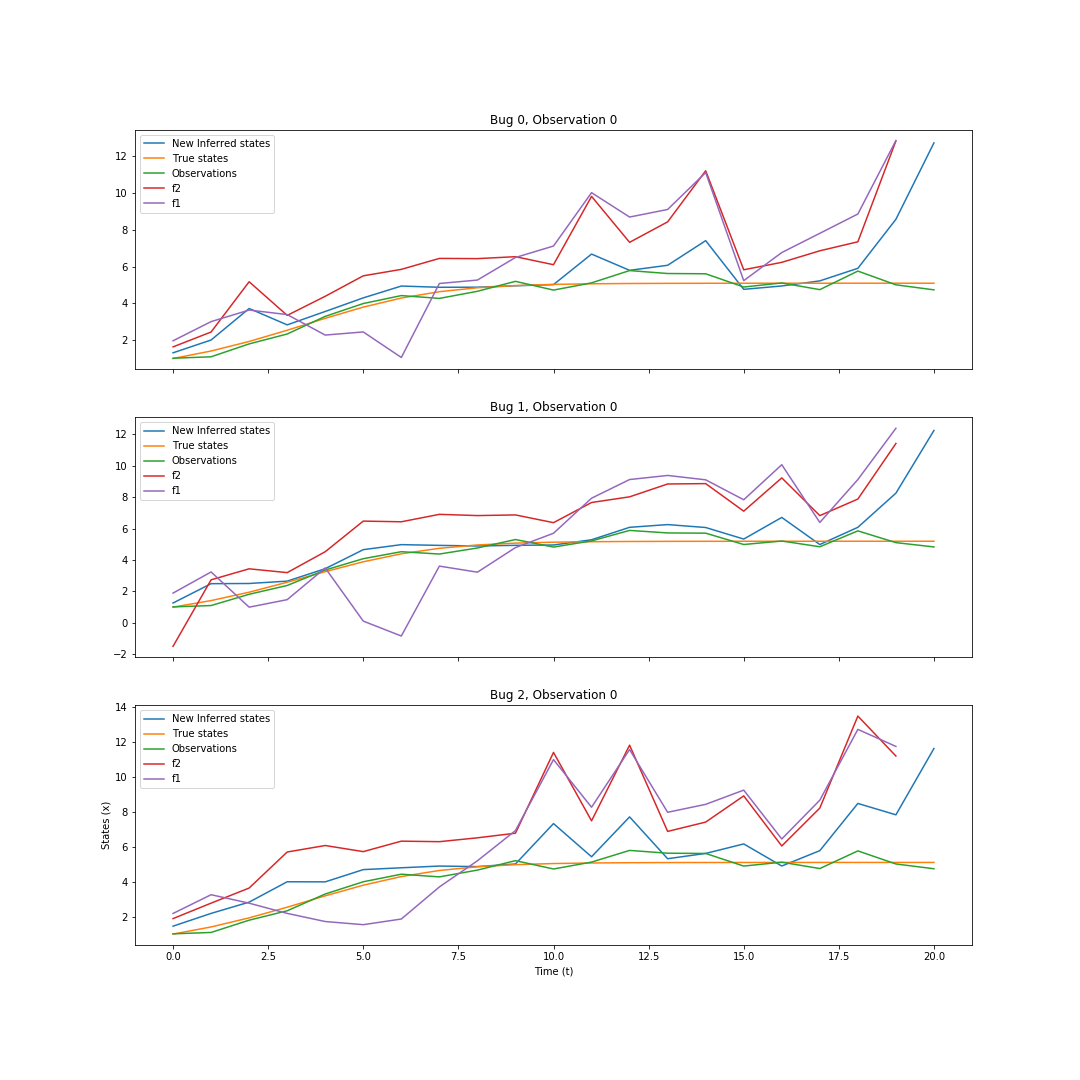 Bug 0, Observation 0
New Inferred states
True states
Observations
f2
f1
12
10
8
6
4
2
Bug 1, Observation 0
New Inferred states
True states
Observations
f2
f1
12
10
8
6
4
2
0
−2
Bug 2, Observation 0
New Inferred states
True states
Observations
f2
f1
14
12
10
8
6
4
2
States (x)
0.0 2.5 5.0 7.5 10.0 12.5 15.0 17.5 20.0
Time (t)